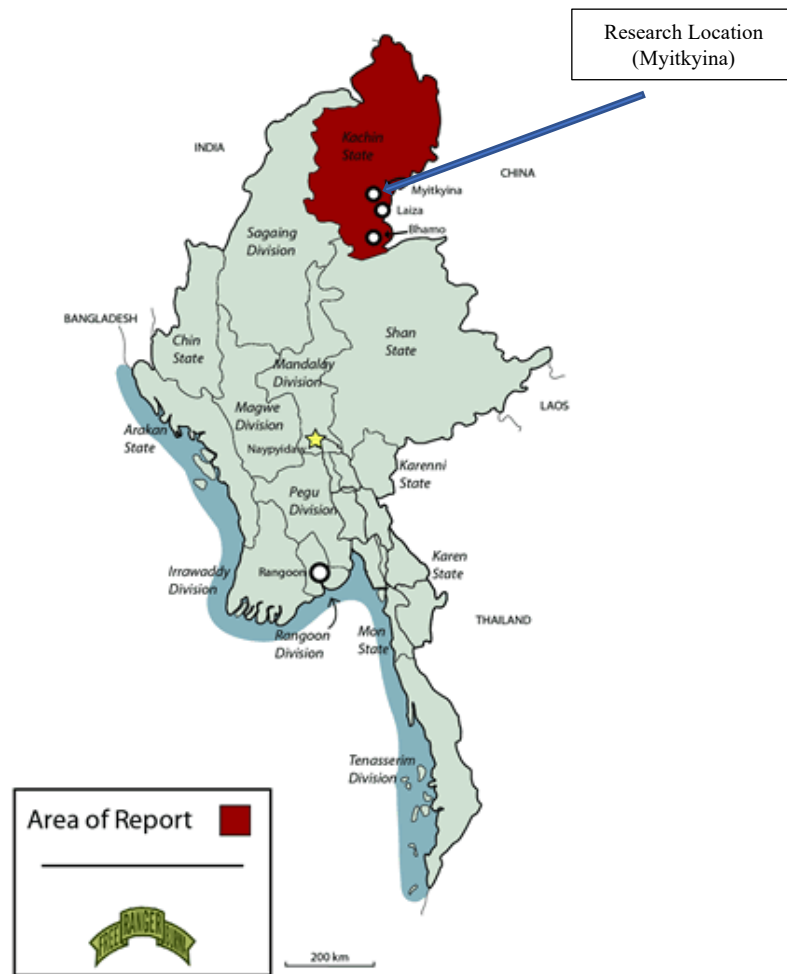 Research Location
(Myitkyina)
Kachin
State
INDIA
CHINA
Myitkyina
Laiza
Bhamo
Sagaing
Division
BANGLADESH
Chin
State
Shan
State
Mandalay
Division
LAOS
Magwe
Division
Arakan
State
Naypyidaw
Karenni
State
Pegu
Division
Karen
State
Irrawaddy
Division
Rangoon
THAILAND
Rangoon
Division
Mon
State
Tenasserim
Division
Area of Report
FREE RANGER BURMA
200 km